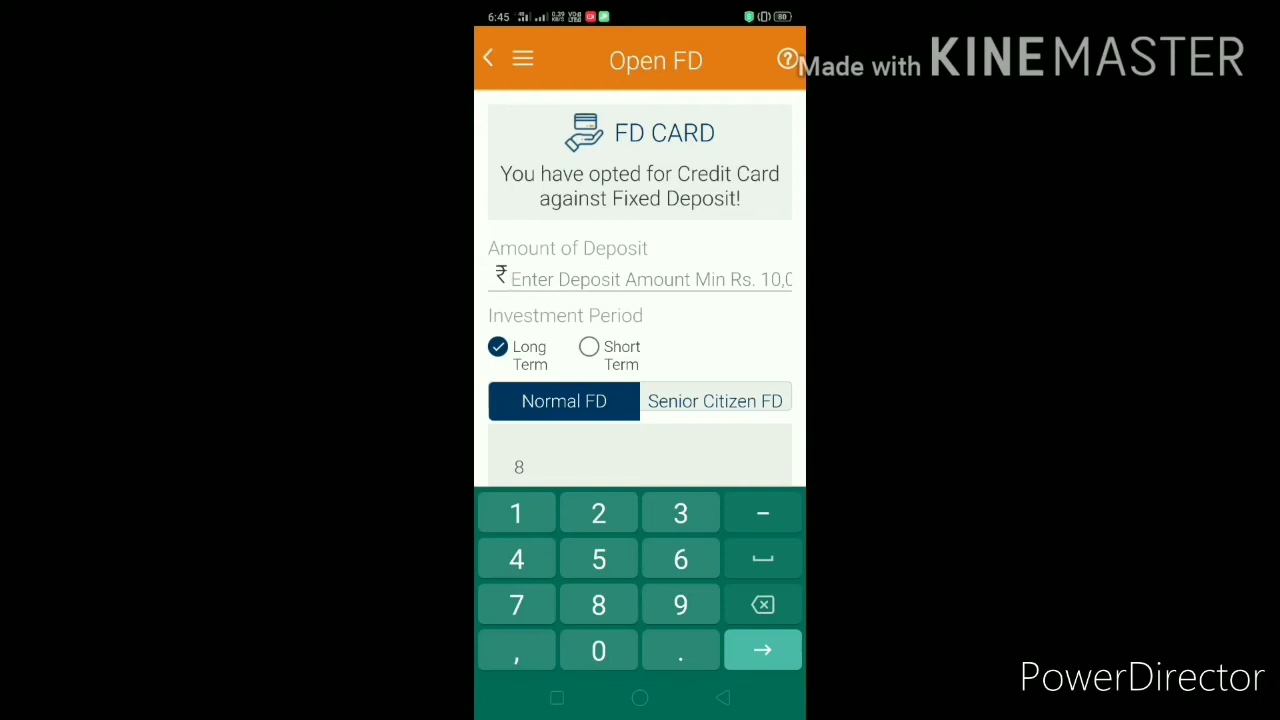 6:45
80
Open FD
Made with KINEMASTER
FD CARD
You have opted for Credit Card
against Fixed Deposit!
Amount of Deposit
₹ Enter Deposit Amount Min Rs. 10,0
Investment Period
Long
Term
Short
Term
Normal FD
Senior Citizen FD
8
1 2 3 -
4 5 6
7 8 9
, 0 .
PowerDirector